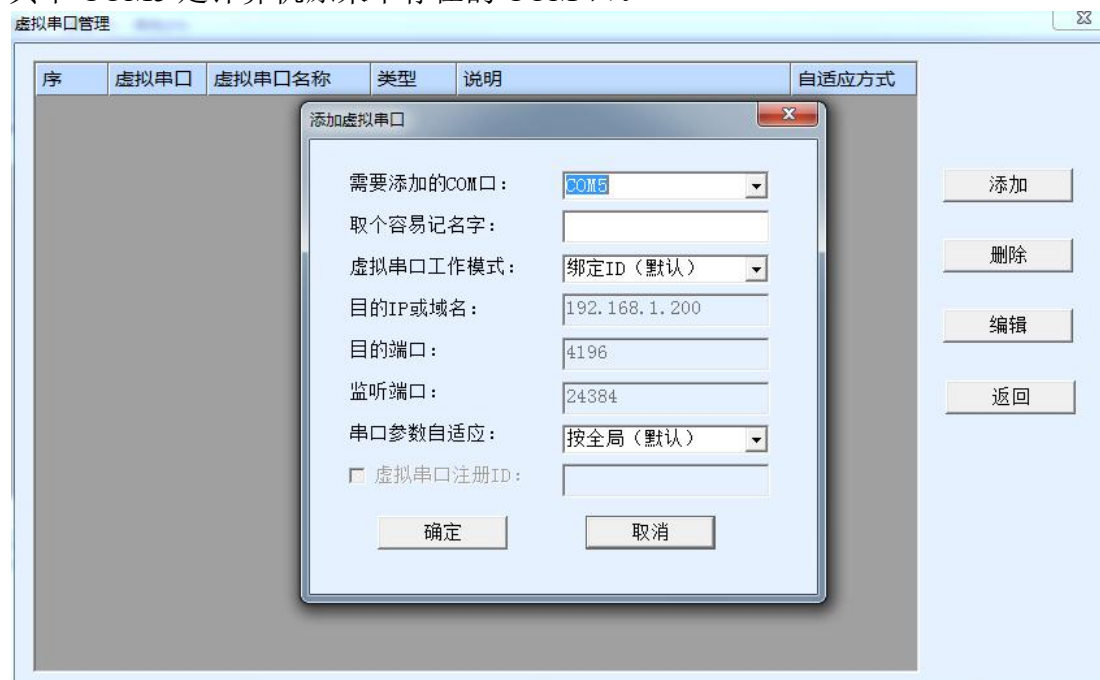 虚拟串口管理
序 虚拟串口 虚拟串口名称 类型 说明 自适应方式
添加虚拟串口 x
需要添加的COM口： COM5
取个容易记名字：
虚拟串口工作模式： 绑定ID（默认）
目的IP或域名： 192.168.1.200
目的端口： 4196
监听端口： 24384
串口参数自适应： 按全局（默认）
虚拟串口注册ID：
确定 取消
添加
删除
编辑
返回